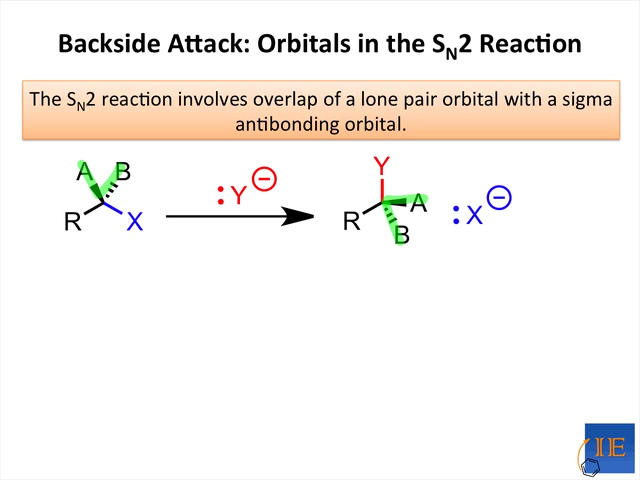 Backside Attack: Orbitals in the SN2 Reaction
The SN2 reaction involves overlap of a lone pair orbital with a sigma
antibonding orbital.
A B
R X
:Y ⊖
Y
R A
B
:X ⊖
IE